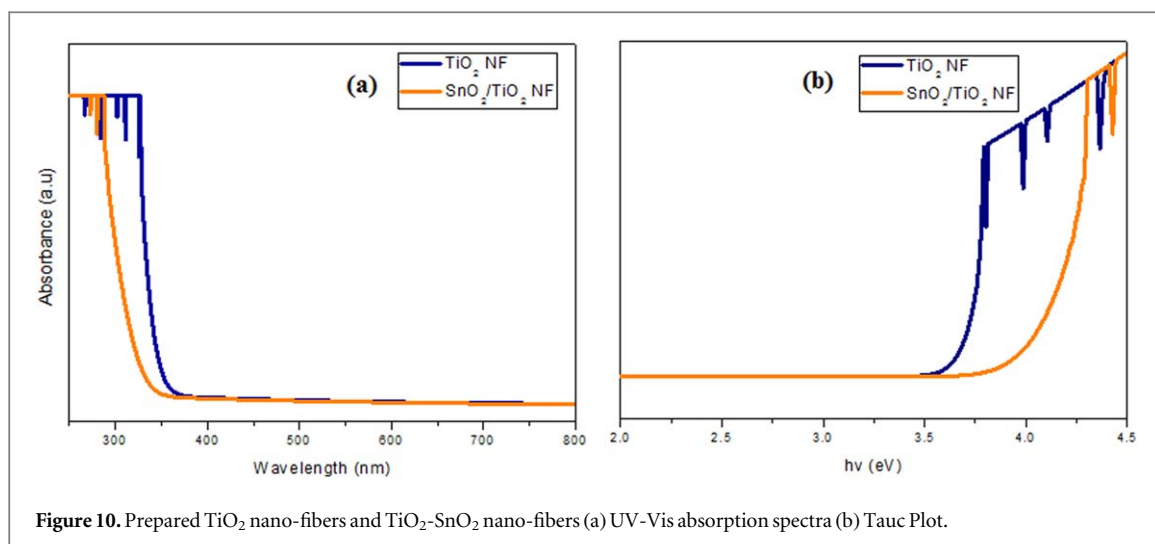 (a)
TiO₂ NF
SnO₂/TiO₂ NF
Absorbance (a.u)
300 400 500 600 700 800
Wavelength (nm)
(b)
TiO₂ NF
SnO₂/TiO₂ NF
2.0 2.5 3.0 3.5 4.0 4.5
hv (eV)
Figure 10. Prepared TiO₂ nano-fibers and TiO₂-SnO₂ nano-fibers (a) UV-Vis absorption spectra (b) Tauc Plot.